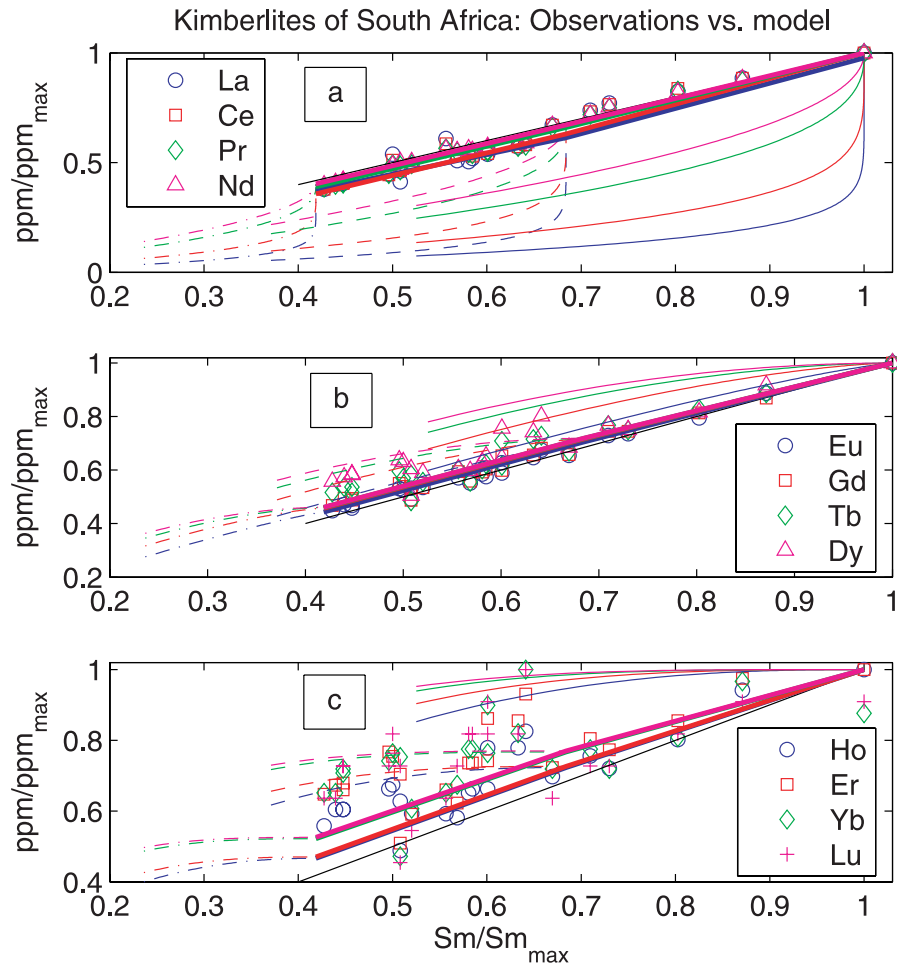 Kimberlites of South Africa: Observations vs. model
1
0.5
0
ppm/ppm_max
La
Ce
Pr
Nd
a
0.2 0.3 0.4 0.5 0.6 0.7 0.8 0.9 1
1
0.8
0.6
0.4
0.2
ppm/ppm_max
b
Eu
Gd
Tb
Dy
0.2 0.3 0.4 0.5 0.6 0.7 0.8 0.9 1
1
0.8
0.6
0.4
ppm/ppm_max
c
Ho
Er
Yb
Lu
0.2 0.3 0.4 0.5 0.6 0.7 0.8 0.9 1
Sm/Sm_max